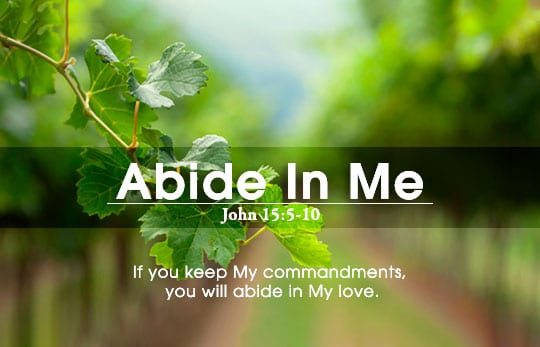 Abide In Me
John 15:5-10
If you keep My commandments,
you will abide in My love.